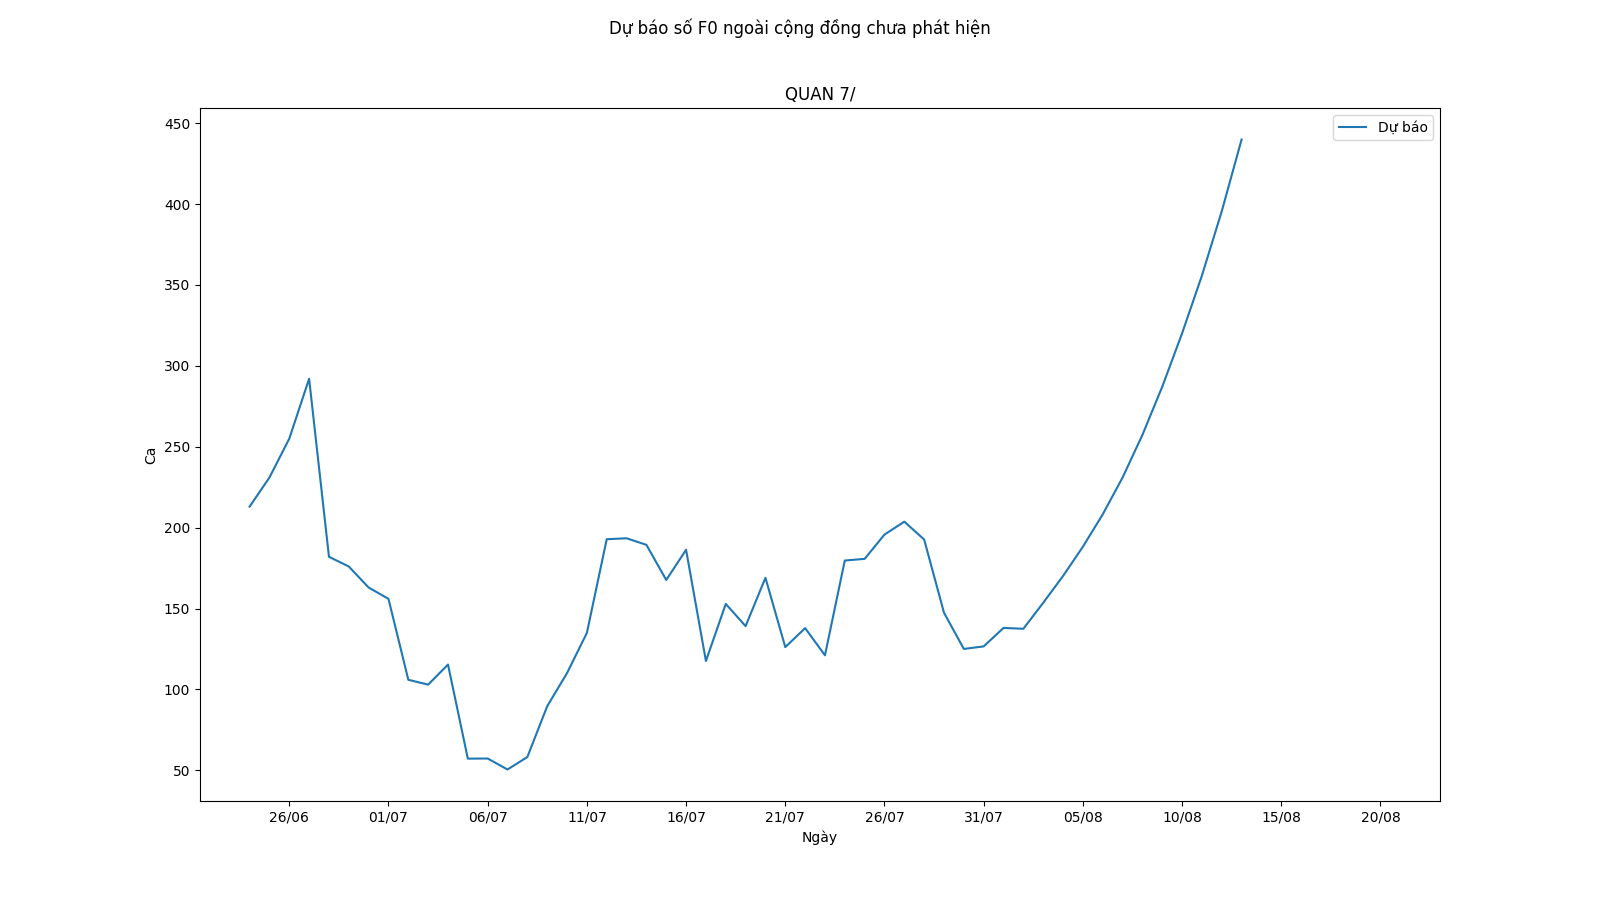 Dự báo số F0 ngoài cộng đồng chưa phát hiện
QUAN 7/
Dự báo
Ca
450
400
350
300
250
200
150
100
50
26/06 01/07 06/07 11/07 16/07 21/07 26/07 31/07 05/08 10/08 15/08 20/08
Ngày